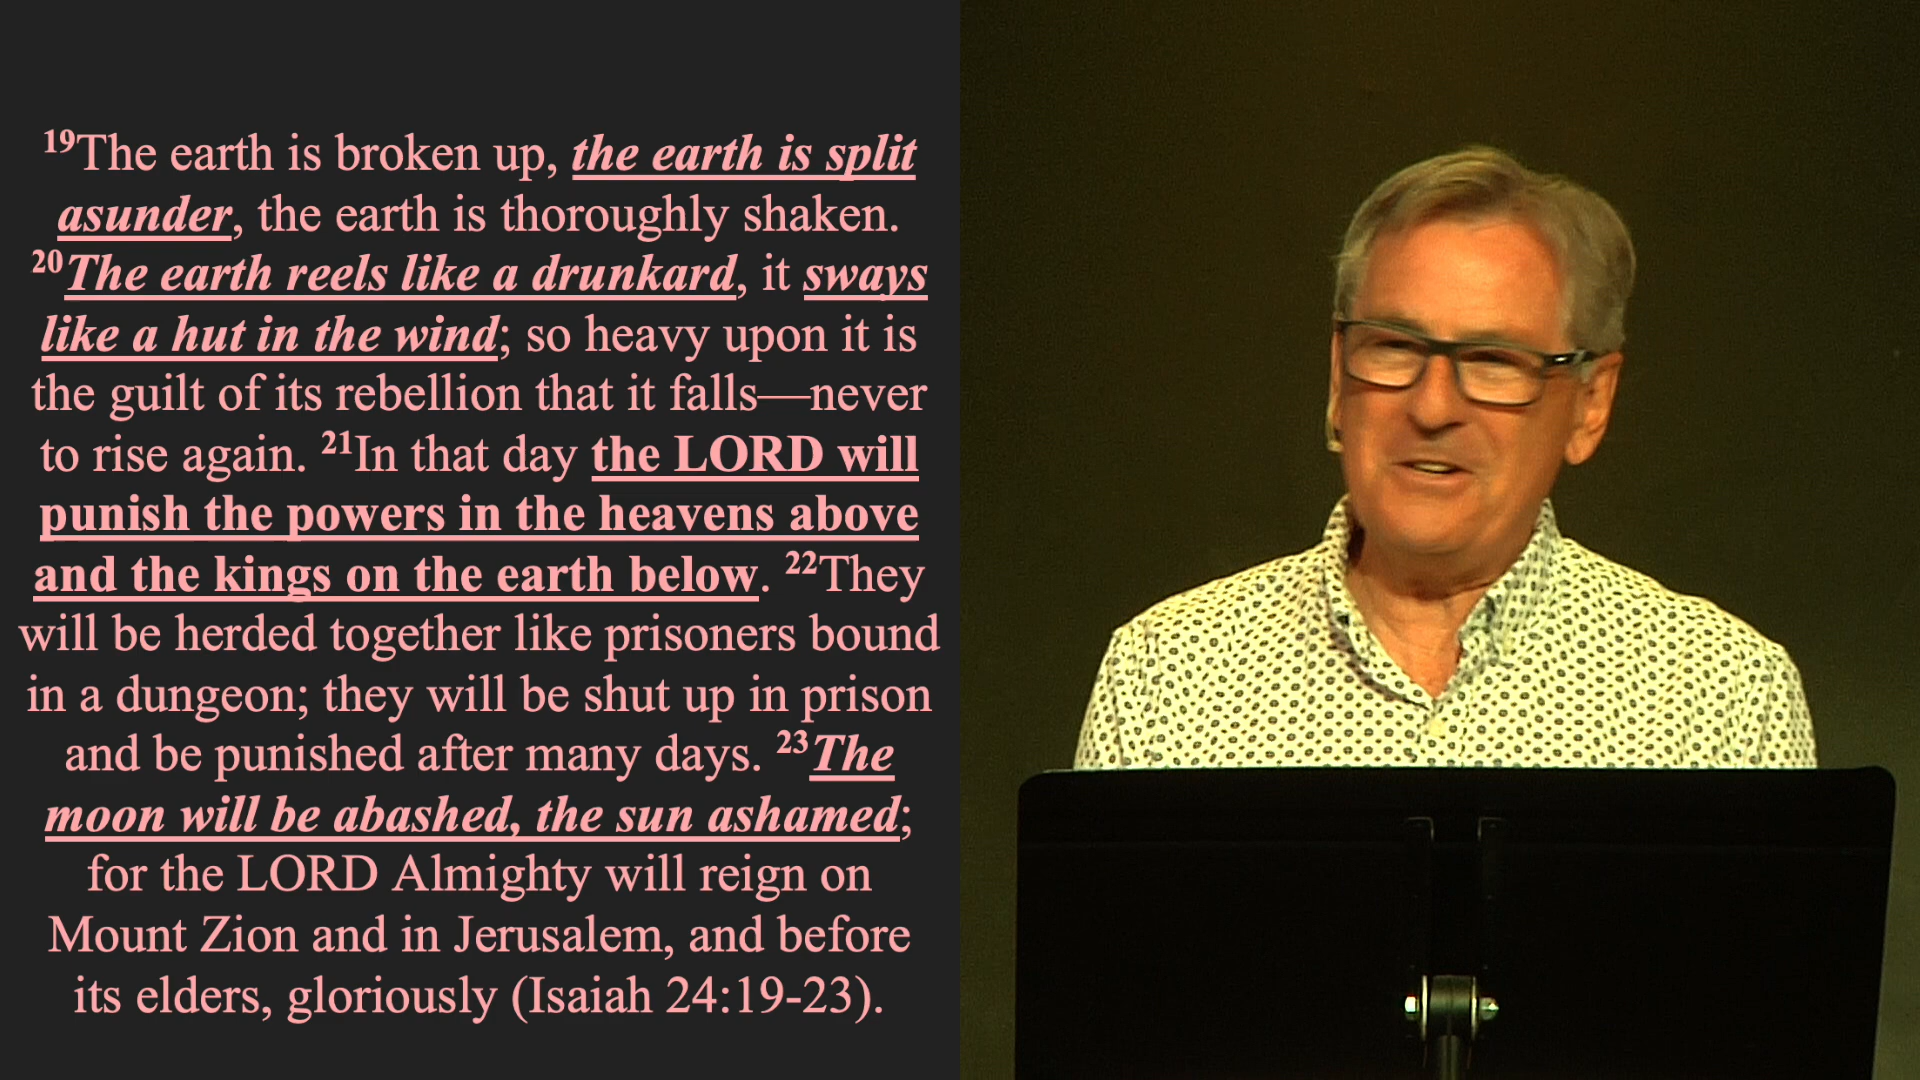 ¹⁹The earth is broken up, the earth is split
asunder, the earth is thoroughly shaken.
²⁰The earth reels like a drunkard, it sways
like a hut in the wind; so heavy upon it is
the guilt of its rebellion that it falls—never
to rise again. ²¹In that day the LORD will
punish the powers in the heavens above
and the kings on the earth below. ²²They
will be herded together like prisoners bound
in a dungeon; they will be shut up in prison
and be punished after many days. ²³The
moon will be abashed, the sun ashamed;
for the LORD Almighty will reign on
Mount Zion and in Jerusalem, and before
its elders, gloriously (Isaiah 24:19-23).